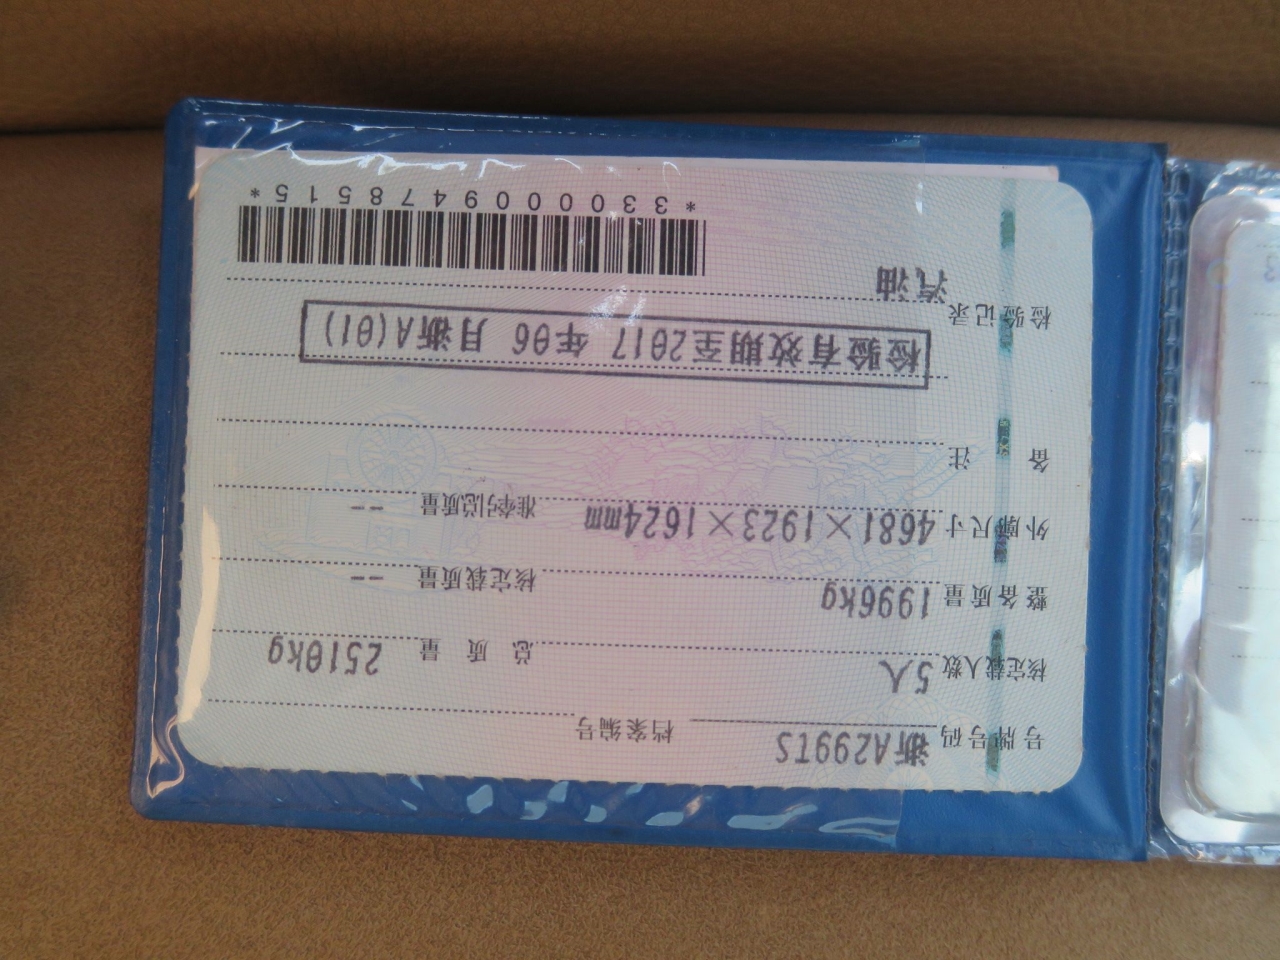 号牌号码 浙A299TS 档案编号
核定载人数 5人 总质量 2510kg
整备质量 1996kg 核定载质量 --
外廓尺寸 4681×1923×1624mm 准牵引总质量 --
备注
检验有效期至2017 年06 月浙A(01)
检验记录
汽油
*3300009478515*